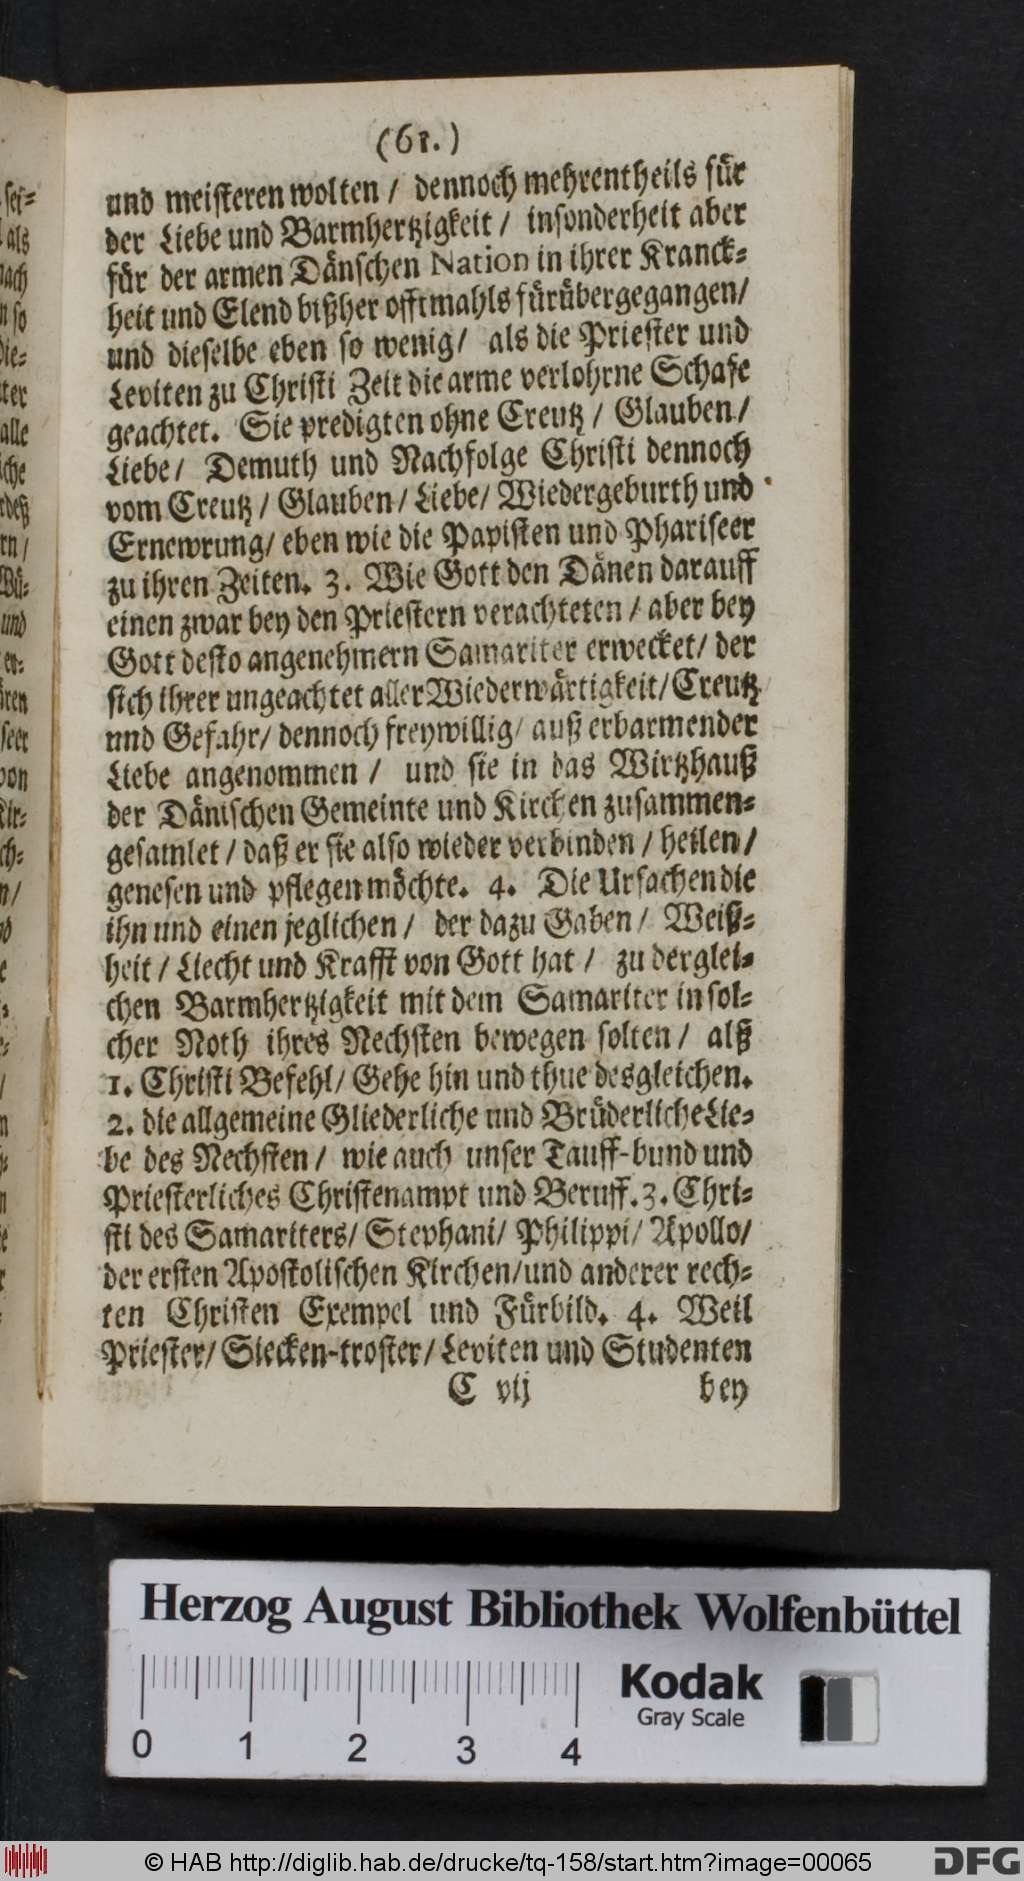 (61.)
und meisteren wolten / dennoch mehrentheils für
der Liebe und Barmhertzigkeit / insonderheit aber
für der armen Dänschen Nation in ihrer Kranck-
heit und Elend bißher offtmahls fürübergegangen/
und dieselbe eben so wenig/ als die Priester und
Leviten zu Christi Zeit die arme verlohrne Schafe
geachtet. Sie predigten ohne Creutz / Glauben/
Liebe/ Demuth und Nachfolge Christi dennoch
vom Creutz / Glauben/ Liebe/ Wiedergeburth und
Ernewrung/ eben wie die Papisten und Phariseer
zu ihren Zeiten. 3. Wie Gott den Dänen darauff
einen zwar bey den Priestern verachteten / aber bey
Gott desto angenehmern Samariter erwecket/ der
sich ihrer ungeachtet aller Wiederwärtigkeit/ Creutz
und Gefahr/ dennoch freywillig/ auß erbarmender
Liebe angenommen / und sie in das Wirtzhauß
der Dänischen Gemeinte und Kirchen zusammen-
gesamlet / daß er sie also wieder verbinden / heilen/
genesen und pflegen möchte. 4. Die Ursachen die
ihn und einen jeglichen / der dazu Gaben/ Weiß-
heit / Liecht und Krafft von Gott hat / zu derglei-
chen Barmhertzigkeit mit dem Samariter in sol-
cher Noth ihres Nechsten bewegen solten / alß
1. Christi Befehl/ Gehe hin und thue desgleichen.
2. die allgemeine Gliederliche und Brüderliche Lie-
be des Nechsten / wie auch unser Tauff-bund und
Priesterliches Christenampt und Beruff. 3. Chri-
sti des Samariters/ Stephani/ Philippi/ Apollo/
der ersten Apostolischen Kirchen/ und anderer rech-
ten Christen Exempel und Fürbild. 4. Weil
Priester/ Siecken-troster/ Leviten und Studenten
C vij bey
Herzog August Bibliothek Wolfenbüttel
0 1 2 3 4
Kodak
Gray Scale
© HAB http://diglib.hab.de/drucke/tq-158/start.htm?image=00065
DFG